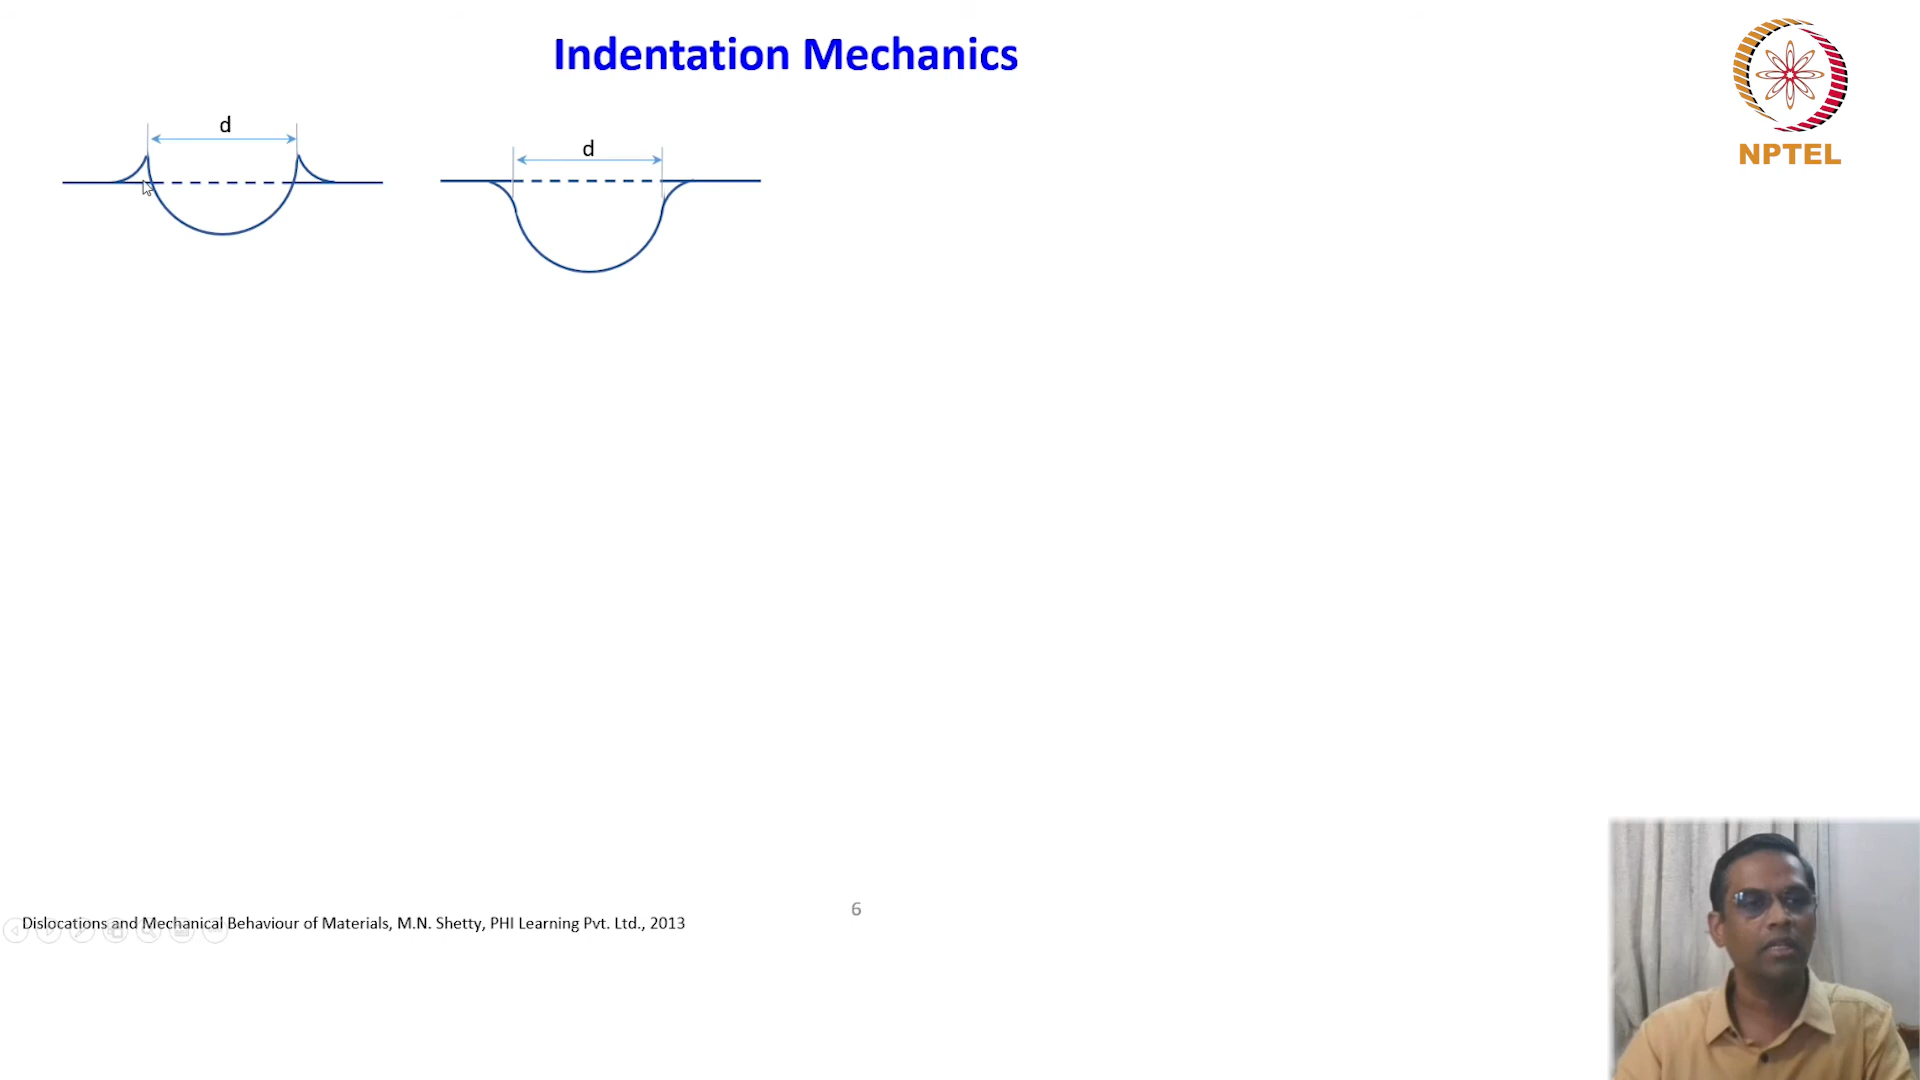 Indentation Mechanics
NPTEL
d
d
6
Dislocations and Mechanical Behaviour of Materials, M.N. Shetty, PHI Learning Pvt. Ltd., 2013